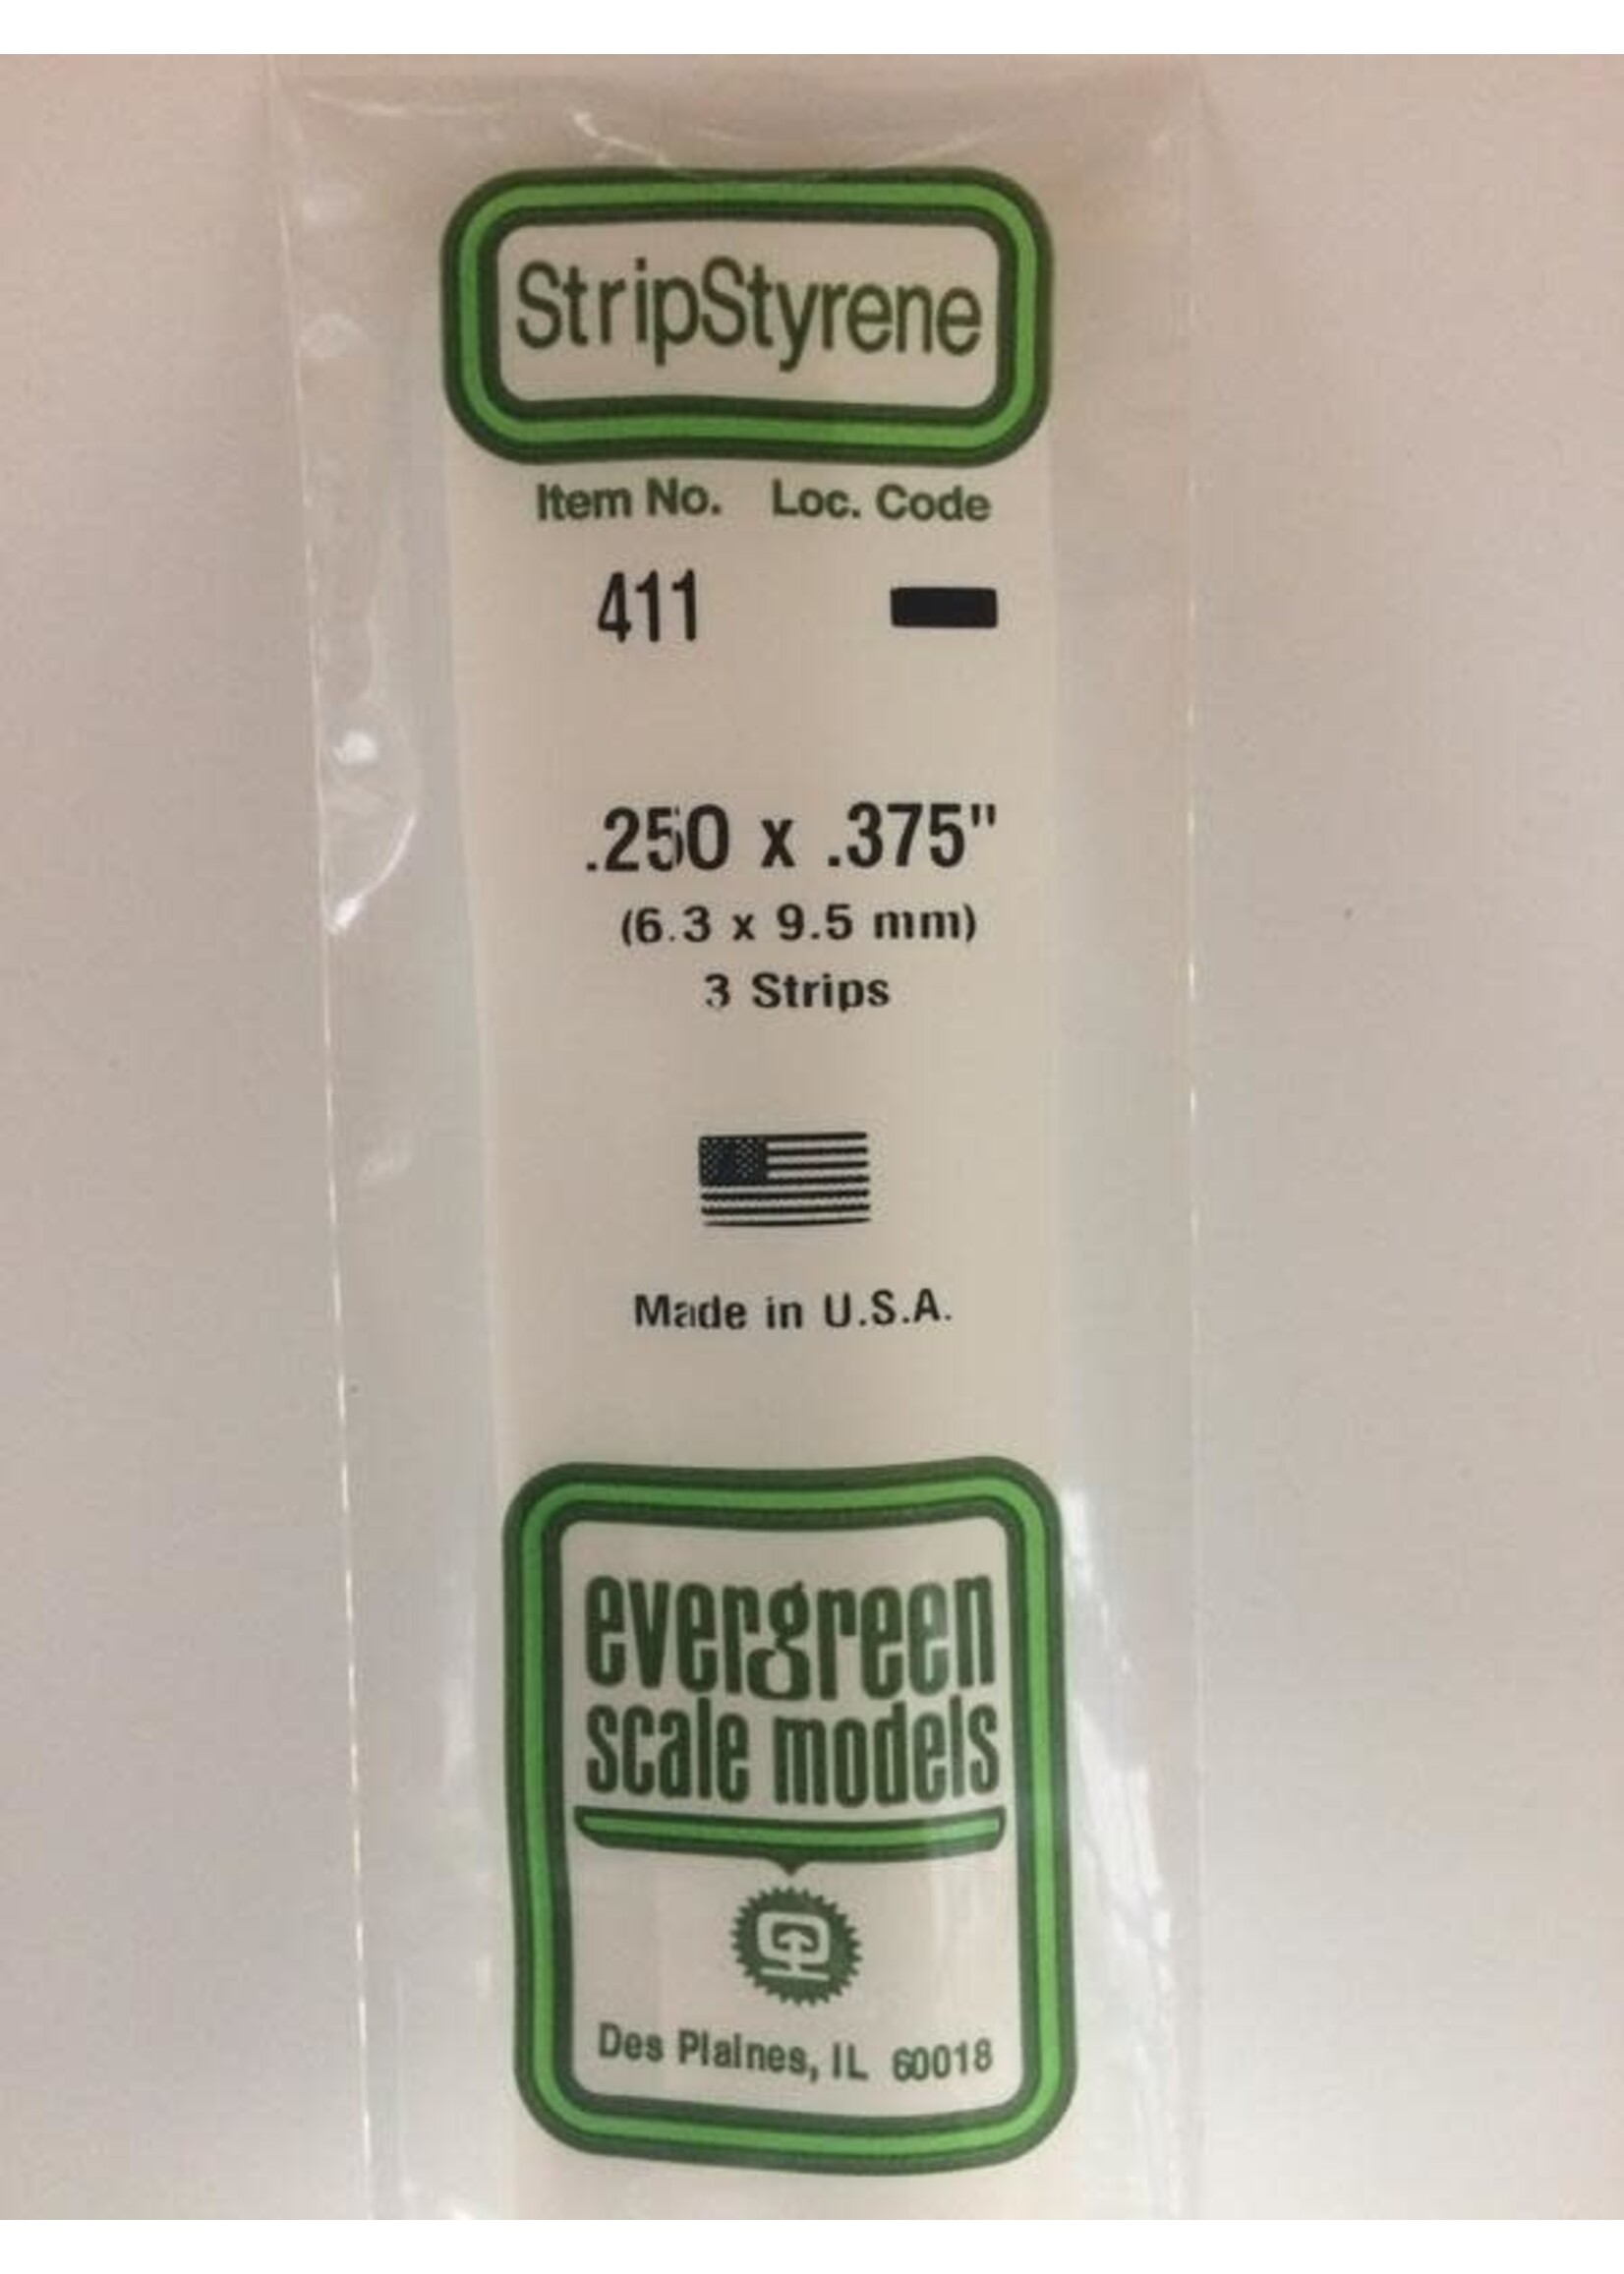 StripStyrene
Item No. Loc. Code
411
.250 x .375"
(6.3 x 9.5 mm)
3 Strips
Made in U.S.A.
evergreen
scale models
Des Plaines, IL 60018